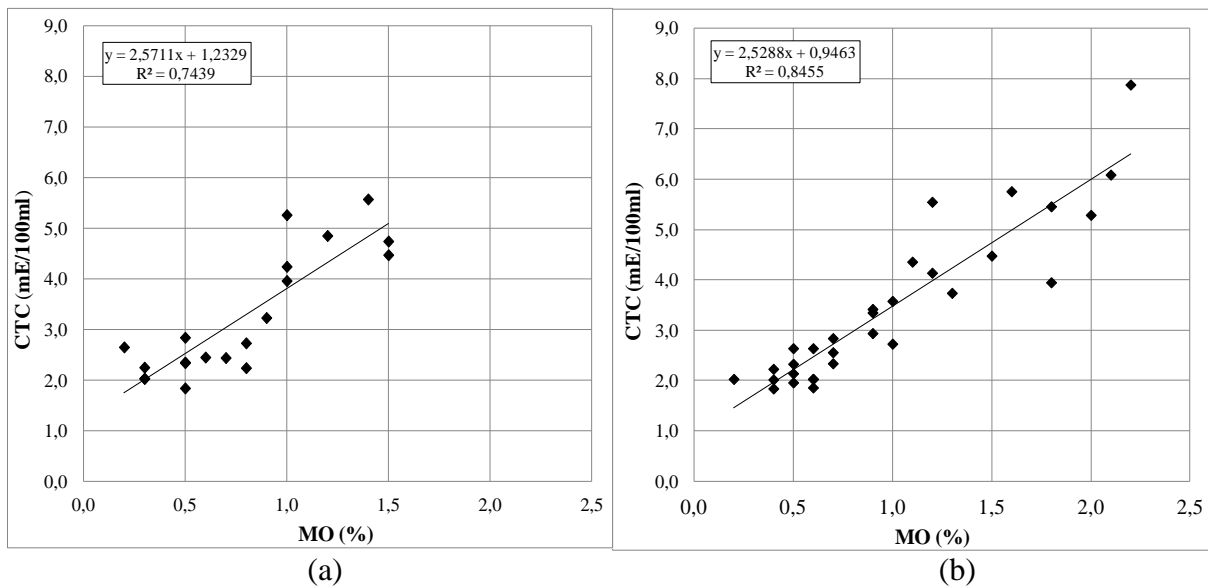 y = 2,5711x + 1,2329
R² = 0,7439
9,0
8,0
7,0
6,0
5,0
4,0
3,0
2,0
1,0
0,0
CTC (mE/100ml)
0,0 0,5 1,0 1,5 2,0 2,5
MO (%)
(a)
y = 2,5288x + 0,9463
R² = 0,8455
9,0
8,0
7,0
6,0
5,0
4,0
3,0
2,0
1,0
0,0
CTC (mE/100ml)
0,0 0,5 1,0 1,5 2,0 2,5
MO (%)
(b)